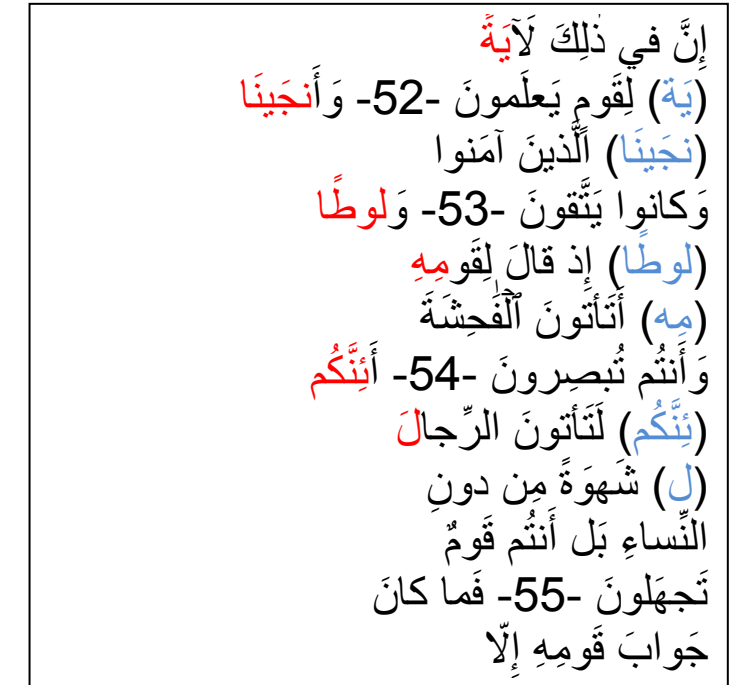 إِنَّ في ذٰلِكَ لَآيَةً
(يَة) لِقَومٍ يَعلَمونَ -52- وَأَنجَينَا
(نجَينَا) الَّذينَ آمَنوا
وَكانوا يَتَّقونَ -53- وَلوطًا
(لوطًا) إِذ قالَ لِقَومِهِ
(مِه) أَتَأتونَ ٱلۡفَٰحِشَةَ
وَأَنتُم تُبصِرونَ -54- أَئِنَّكُم
(ئِنَّكُم) لَتَأتونَ الرِّجالَ
(ل) شَهوَةً مِن دونِ
النِّساءِ بَل أَنتُم قَومٌ
تَجهَلونَ -55- فَما كانَ
جَوابَ قَومِهِ إِلّا